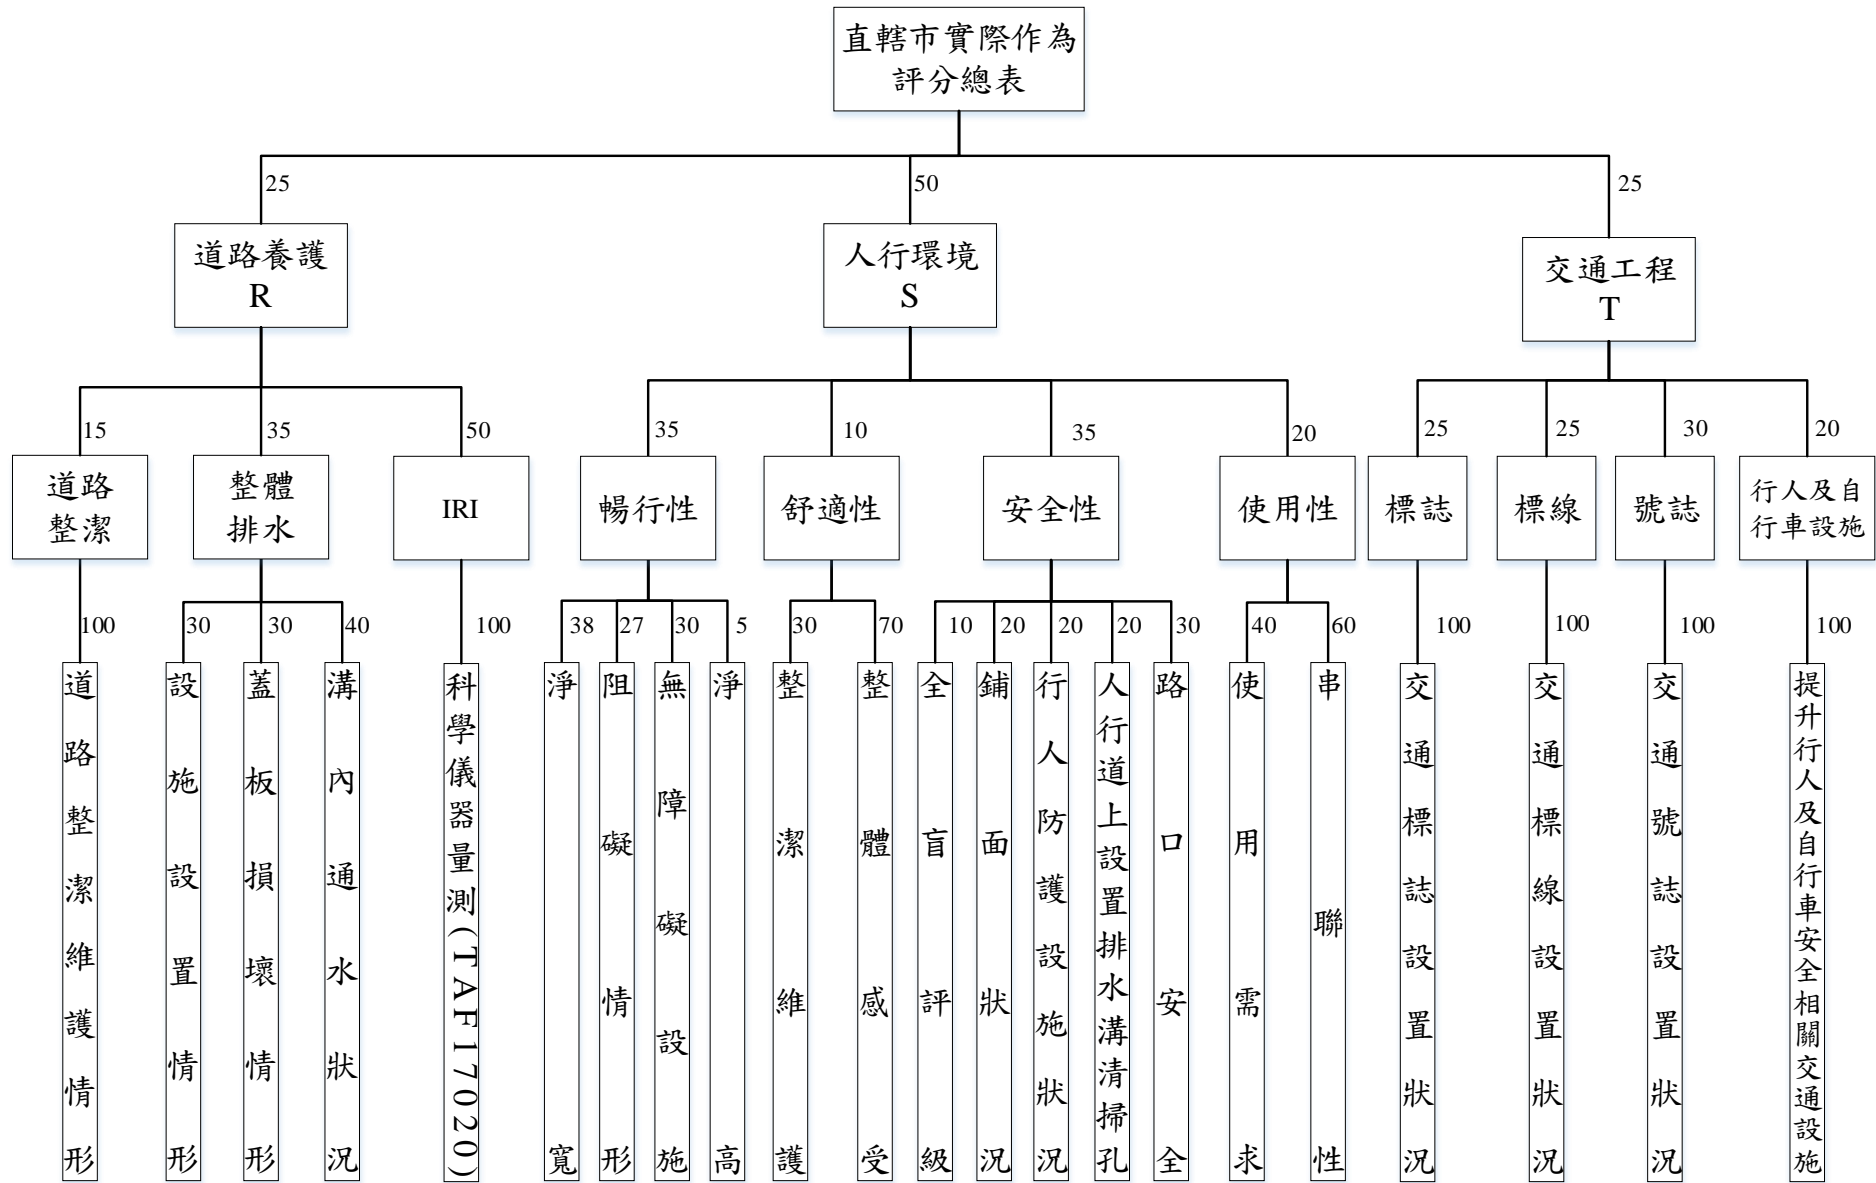 直轄市實際作為
評分總表
25
50
25
道路養護
R
人行環境
S
交通工程
T
15
35
50
35
10
35
20
25
25
30
20
道路
整潔
整體
排水
IRI
暢行性
舒適性
安全性
使用性
標誌
標線
號誌
行人及自
行車設施
100
30
30
40
100
38
27
30
5
30
70
10
20
20
20
30
40
60
100
100
100
100
道路整潔維護情形
設施設置情形
蓋板損壞情形
溝內通水狀況
科學儀器量測(TAF17020)
淨寬
阻礙情形
無障礙設施
淨高
整潔維護
整體感受
全盲評級
鋪面狀況
行人防護設施狀況
人行道上設置排水溝清掃孔
路口安全
使用需求
串聯性
交通標誌設置狀況
交通標線設置狀況
交通號誌設置狀況
提升行人及自行車安全相關交通設施